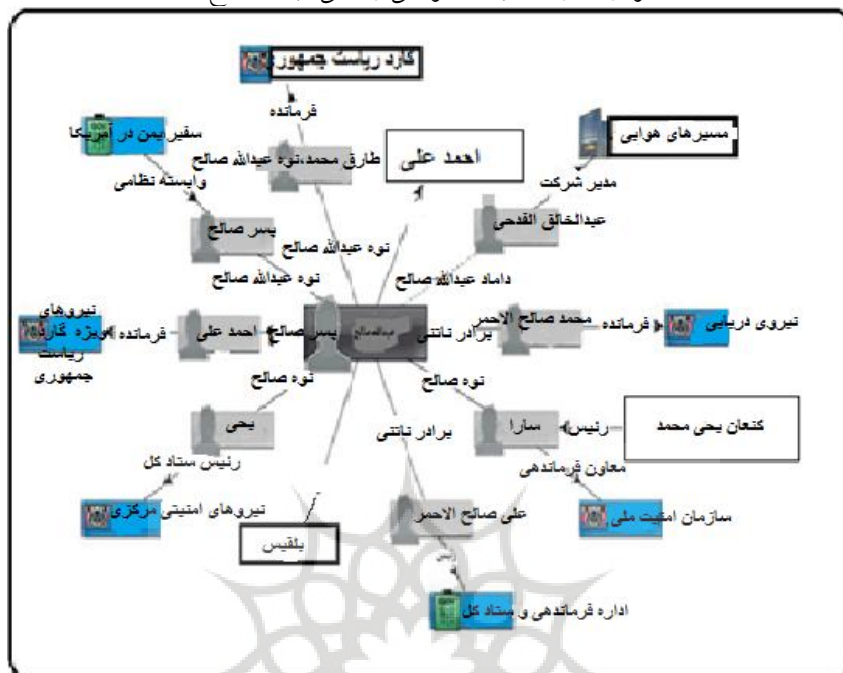 گارد ریاست جمهوری
فرمانده
طارق محمد،نوه عبدالله صالح
نوه عبدالله صالح
احمد علی
مسیرهای هوایی
مدیر شرکت
عبدالخالق القدحی
داماد عبدالله صالح
سفیر یمن در آمریکا
وابسته نظامی
پسر صالح
نوه عبدالله صالح
نیروهای
ویژه گارد
ریاست
جمهوری
فرمانده
احمد علی
پسر صالح
عبدالله صالح
برادر ناتنی
محمد صالح الاحمر
فرمانده
نیروی دریایی
نوه صالح
یحی
رئیس ستاد کل
نیروهای امنیتی مرکزی
نوه صالح
سارا
رئیس
کنعان یحی محمد
معاون فرماندهی
سازمان امنیت ملی
برادر ناتنی
علی صالح الاحمر
اداره فرماندهی و ستاد کل
بلقیس